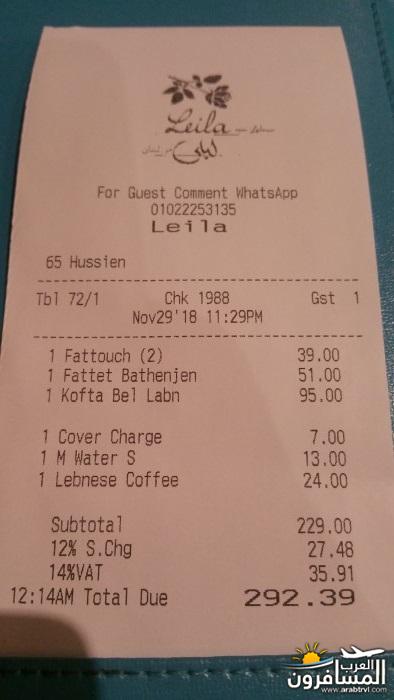 Leila
ليلى
For Guest Comment WhatsApp
01022253135
Leila
65 Hussien
Tbl 72/1 Chk 1988 Gst 1
Nov29'18 11:29PM
1 Fattouch (2) 39.00
1 Fattet Bathenjen 51.00
1 Kofta Bel Labn 95.00
1 Cover Charge 7.00
1 M Water S 13.00
1 Lebnese Coffee 24.00
Subtotal 229.00
12% S.Chg 27.48
14%VAT 35.91
12:14AM Total Due 292.39
العرب
المسافرون
www.arabtrvl.com